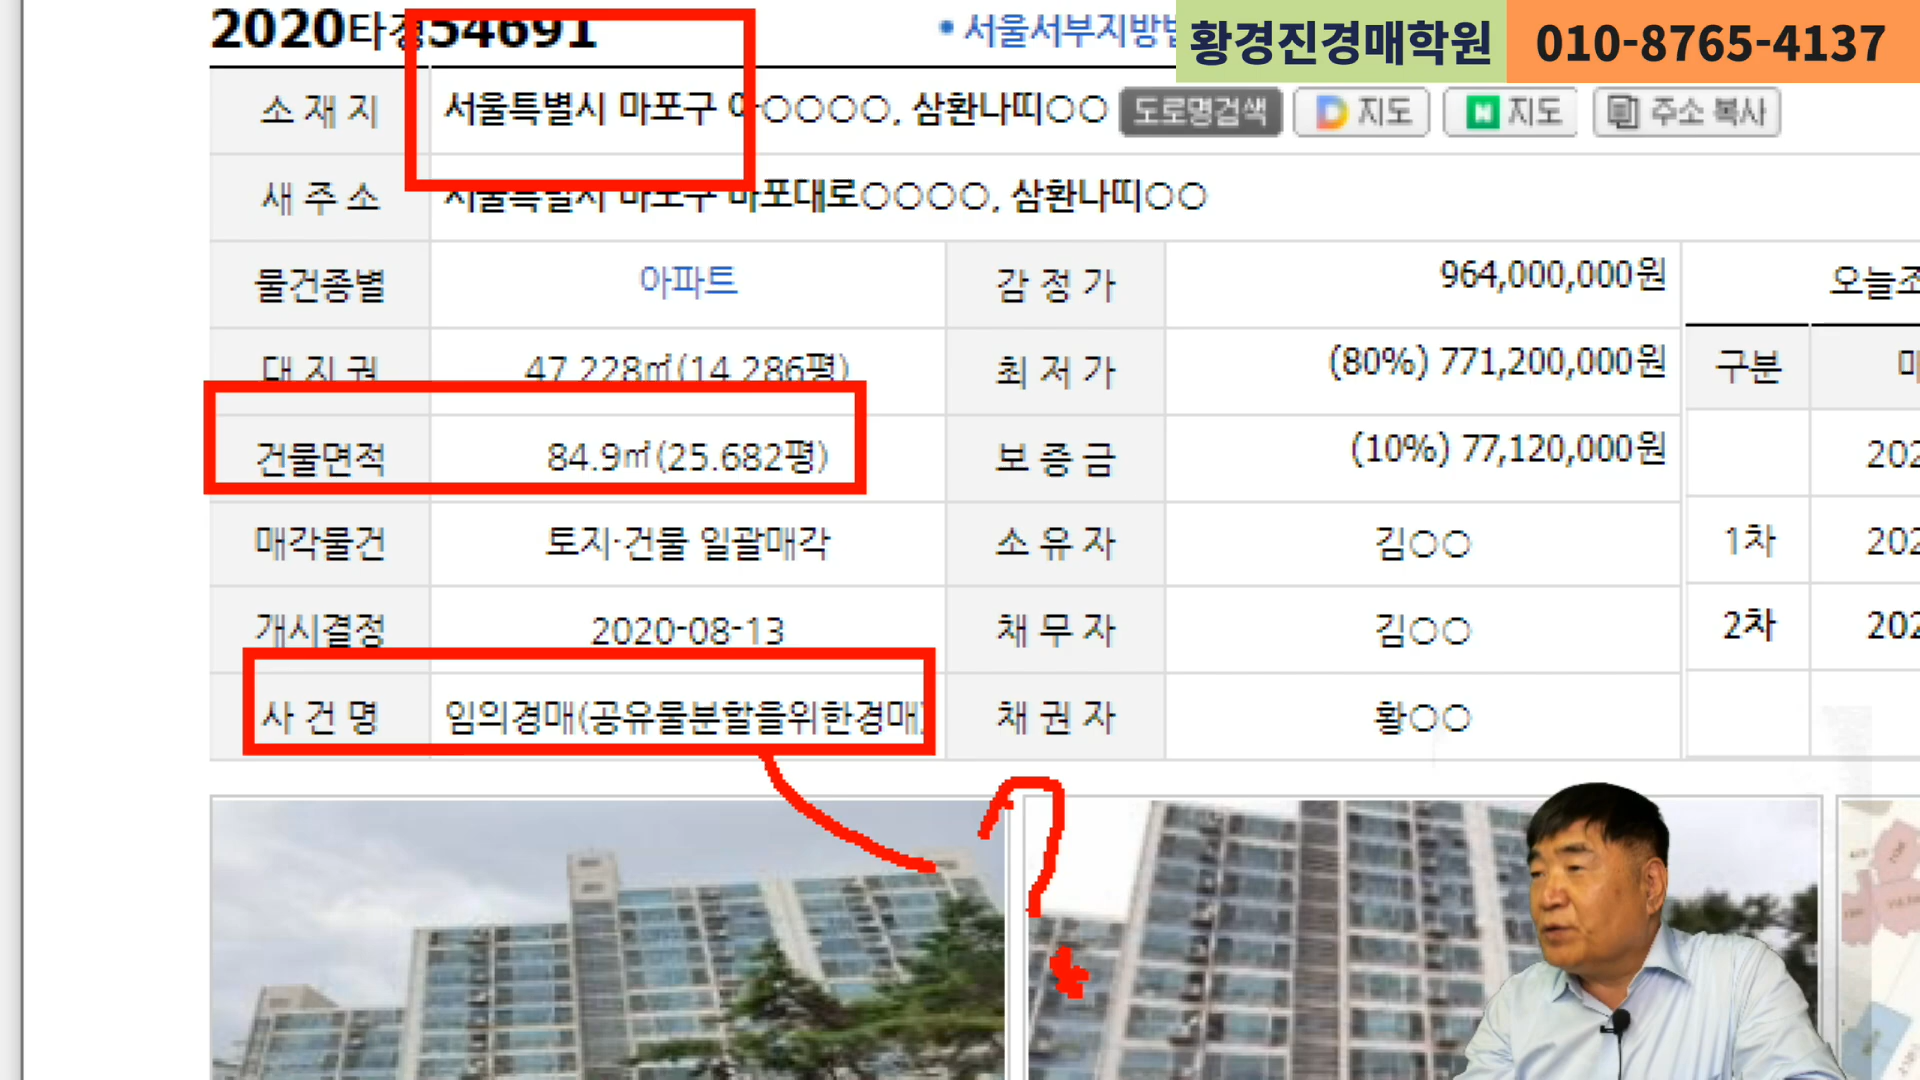 2020타경54691 • 서울서부지방법 황경진경매학원 010-8765-4137
소 재 지 서울특별시 마포구 아○○○○, 삼환나띠○○ 도로명검색 D 지도 N 지도 주소 복사
새 주 소 서울특별시 마포구 마포대로○○○○, 삼환나띠○○
물건종별 아파트 감 정 가 964,000,000원 오늘조
대 지 권 47.228㎡(14.286평) 최 저 가 (80%) 771,200,000원 구분
건물면적 84.9㎡(25.682평) 보 증 금 (10%) 77,120,000원 202
매각물건 토지·건물 일괄매각 소 유 자 김○○ 1차 202
개시결정 2020-08-13 채 무 자 김○○ 2차 202
사 건 명 임의경매(공유물분할을위한경매) 채 권 자 황○○
?